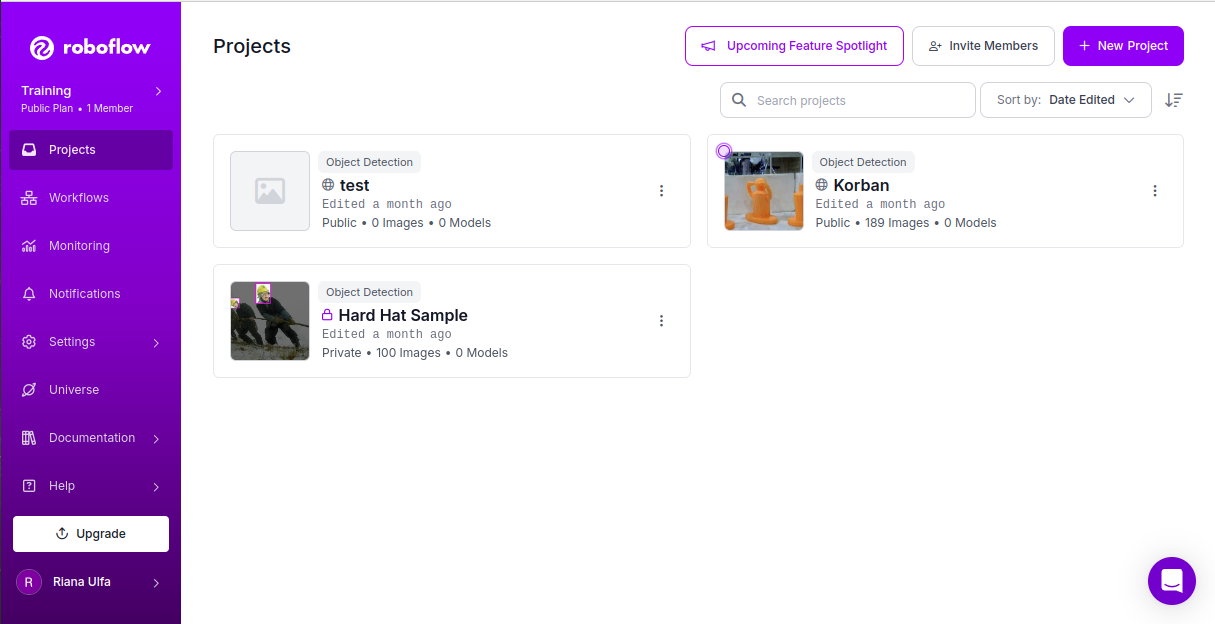 roboflow
Training
Public Plan • 1 Member
Projects
Workflows
Monitoring
Notifications
Settings
Universe
Documentation
Help
Upgrade
R Riana Ulfa
Projects
Upcoming Feature Spotlight
Invite Members
+ New Project
Search projects
Sort by: Date Edited
Object Detection
test
Edited a month ago
Public • 0 Images • 0 Models
Object Detection
Korban
Edited a month ago
Public • 189 Images • 0 Models
Object Detection
Hard Hat Sample
Edited a month ago
Private • 100 Images • 0 Models